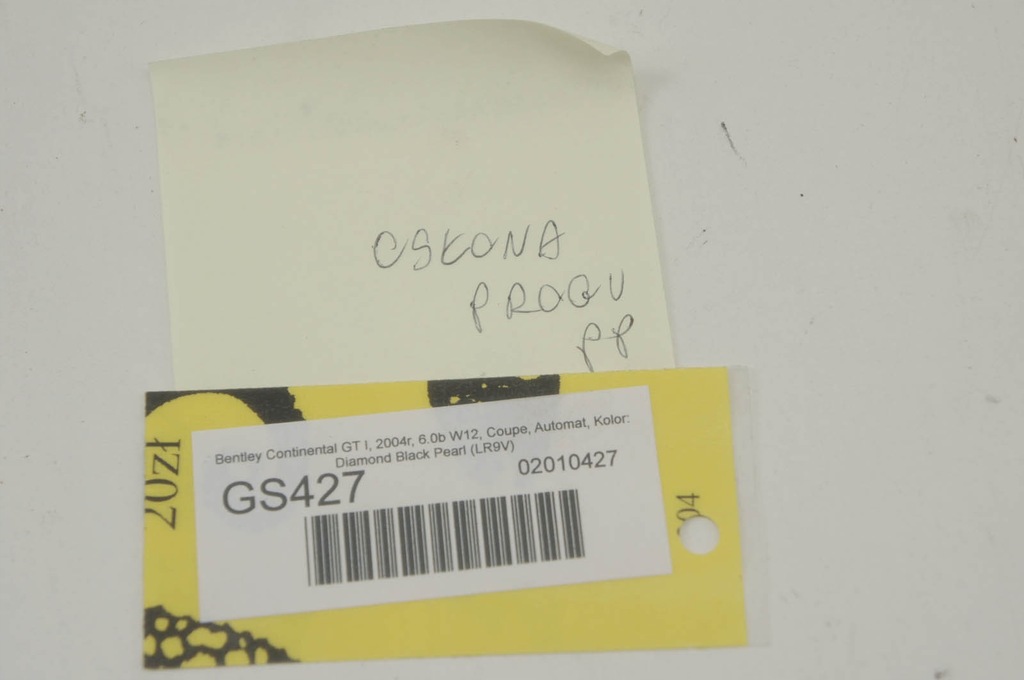 OSŁONA
PROGU
PP
20zł
Bentley Continental GT I, 2004r, 6.0b W12, Coupe, Automat, Kolor:
Diamond Black Pearl (LR9V)
GS427
02010427